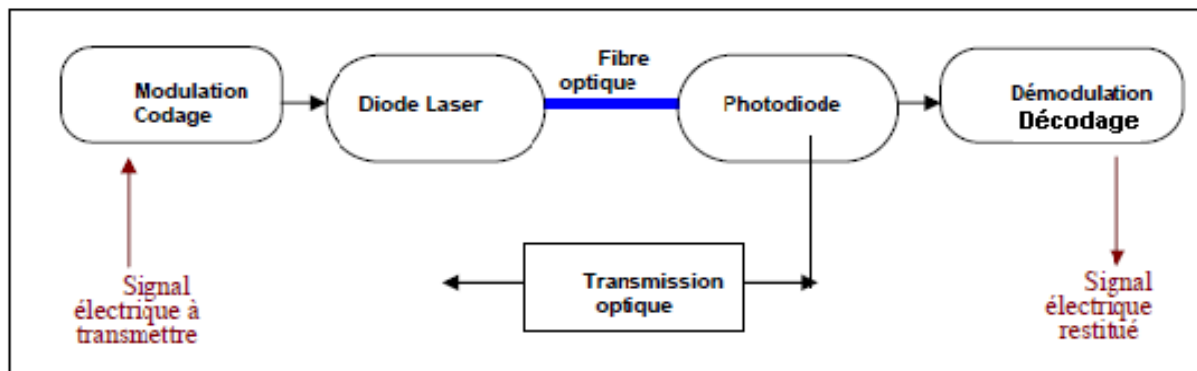 Modulation
Codage
Diode Laser
Fibre
optique
Photodiode
Démodulation
Décodage
Signal
électrique à
transmettre
Transmission
optique
Signal
électrique
restitué